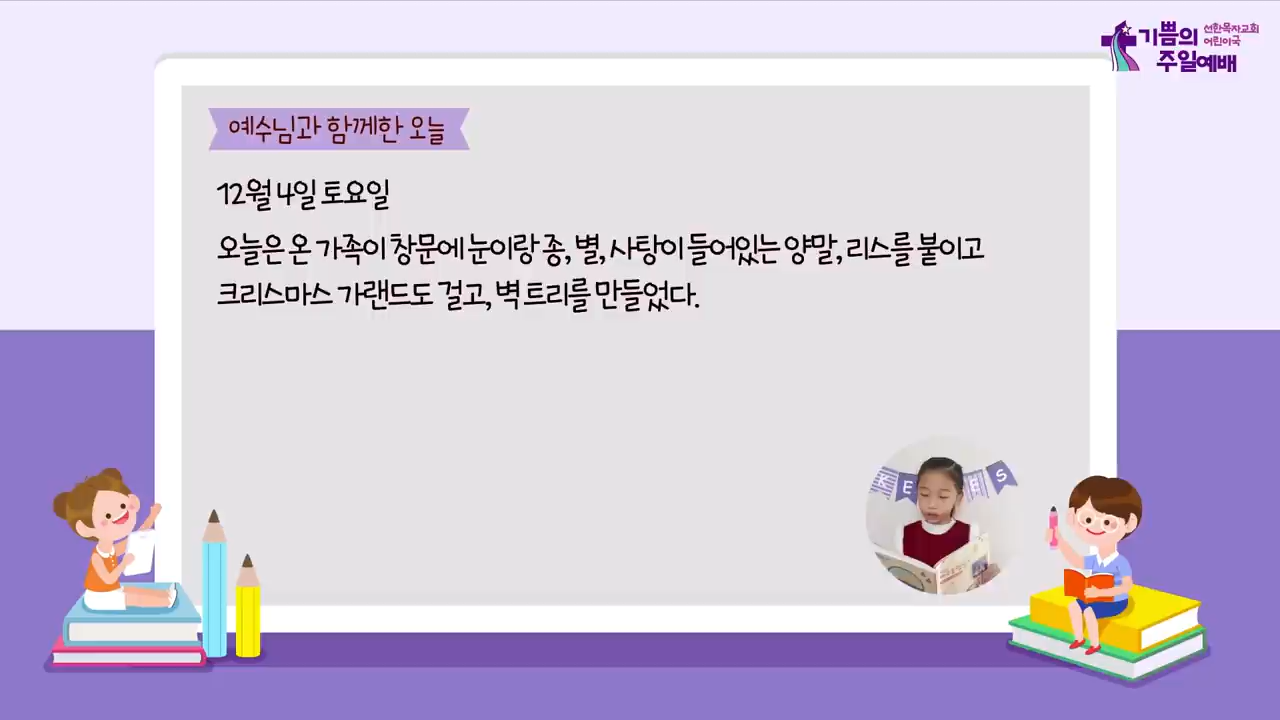 기쁨의 선한목자교회
어린이국
주일예배
예수님과 함께한 오늘
12월 4일 토요일
오늘은 온 가족이 창문에 눈이랑 종, 별, 사탕이 들어있는 양말, 리스를 붙이고
크리스마스 가랜드도 걸고, 벽 트리를 만들었다.
K E E S